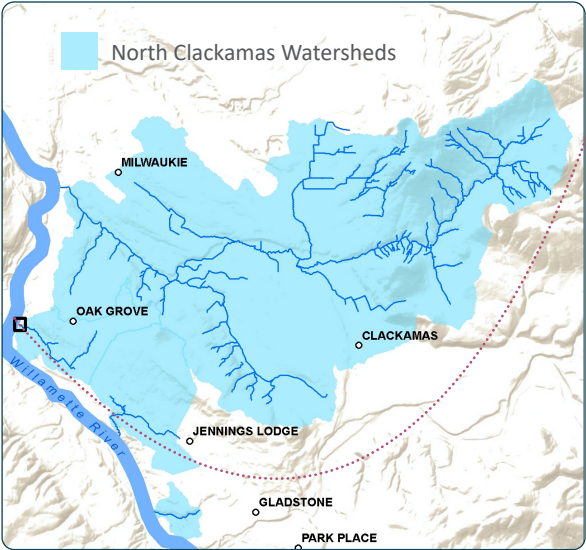 North Clackamas Watersheds
MILWAUKIE
OAK GROVE
CLACKAMAS
Willamette River
JENNINGS LODGE
GLADSTONE
PARK PLACE